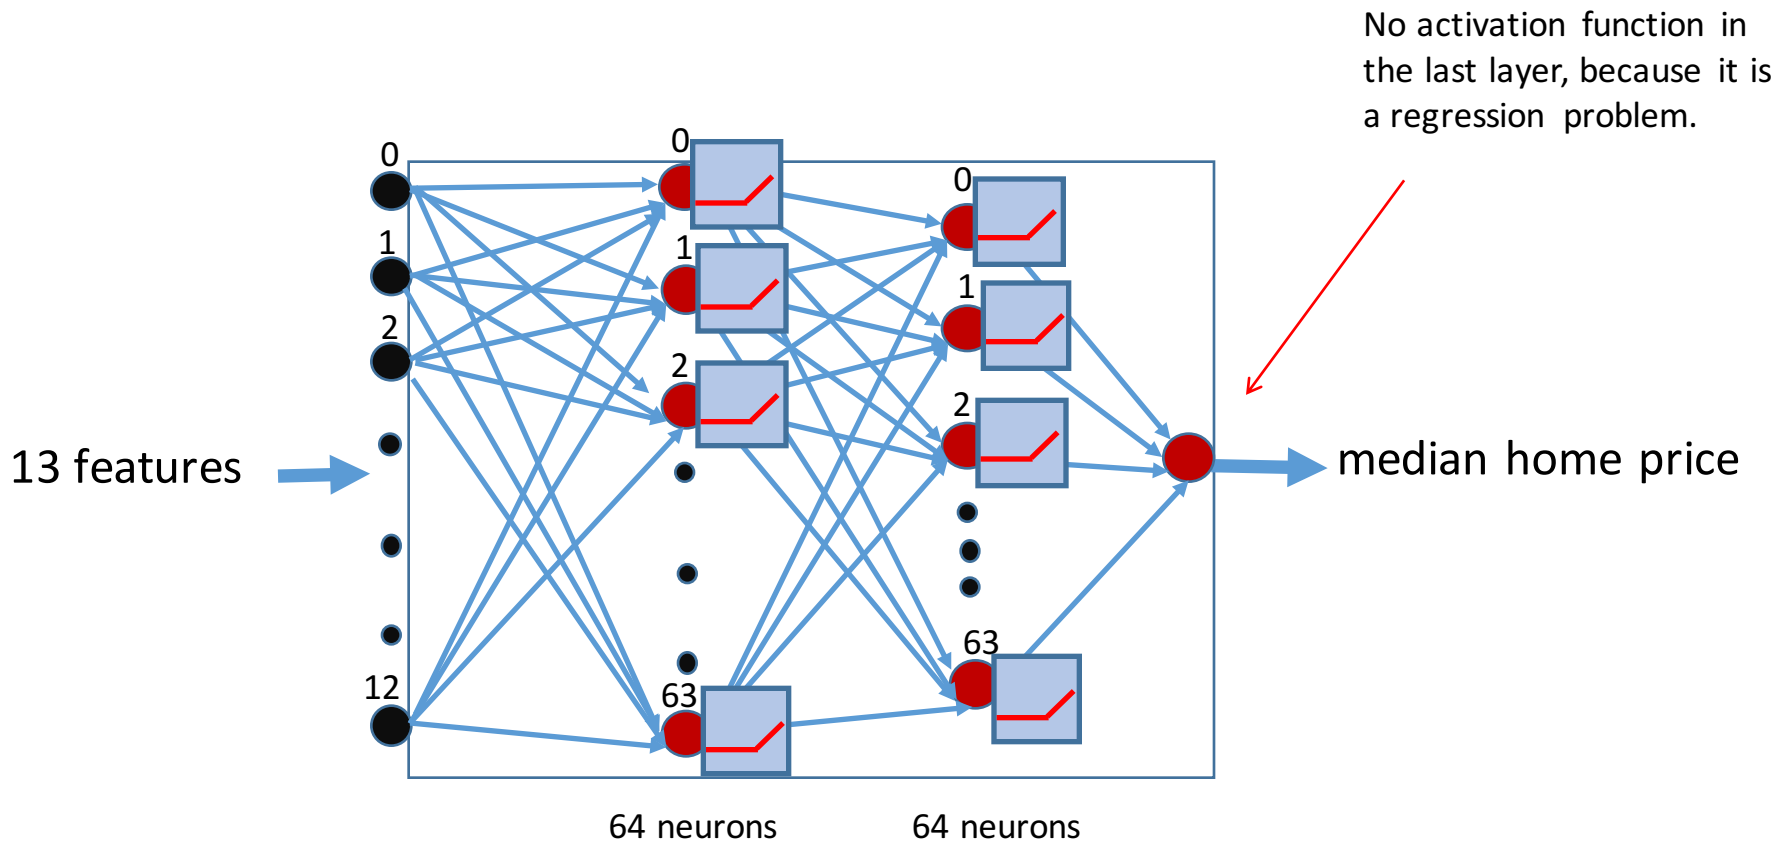 No activation function in
the last layer, because it is
a regression problem.
0
0
0
1
1
1
2
2
2
13 features
median home price
12
63
63
64 neurons
64 neurons